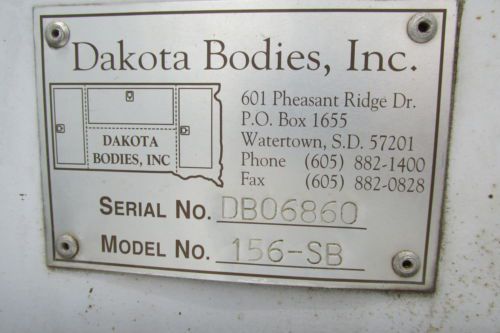 Dakota Bodies, Inc.
DAKOTA
BODIES, INC
601 Pheasant Ridge Dr.
P.O. Box 1655
Watertown, S.D. 57201
Phone (605) 882-1400
Fax (605) 882-0828
SERIAL NO. DB06860
MODEL NO. 156-SB